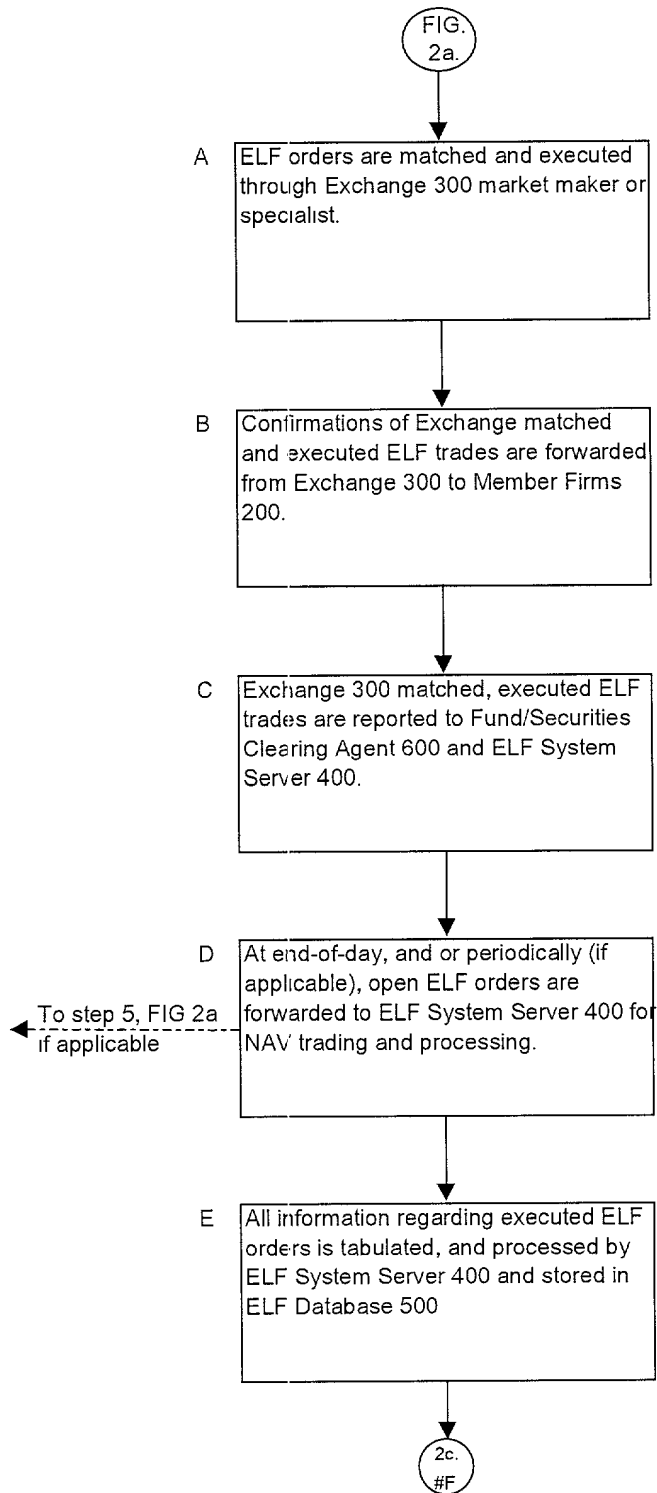 FIG.
2a.
A
ELF orders are matched and executed
through Exchange 300 market maker or
specialist.
B
Confirmations of Exchange matched
and executed ELF trades are forwarded
from Exchange 300 to Member Firms
200.
C
Exchange 300 matched, executed ELF
trades are reported to Fund/Securities
Clearing Agent 600 and ELF System
Server 400.
D
At end-of-day, and or periodically (if
applicable), open ELF orders are
forwarded to ELF System Server 400 for
NAV trading and processing.
To step 5, FIG 2a
if applicable
E
All information regarding executed ELF
orders is tabulated, and processed by
ELF System Server 400 and stored in
ELF Database 500
2c.
#F